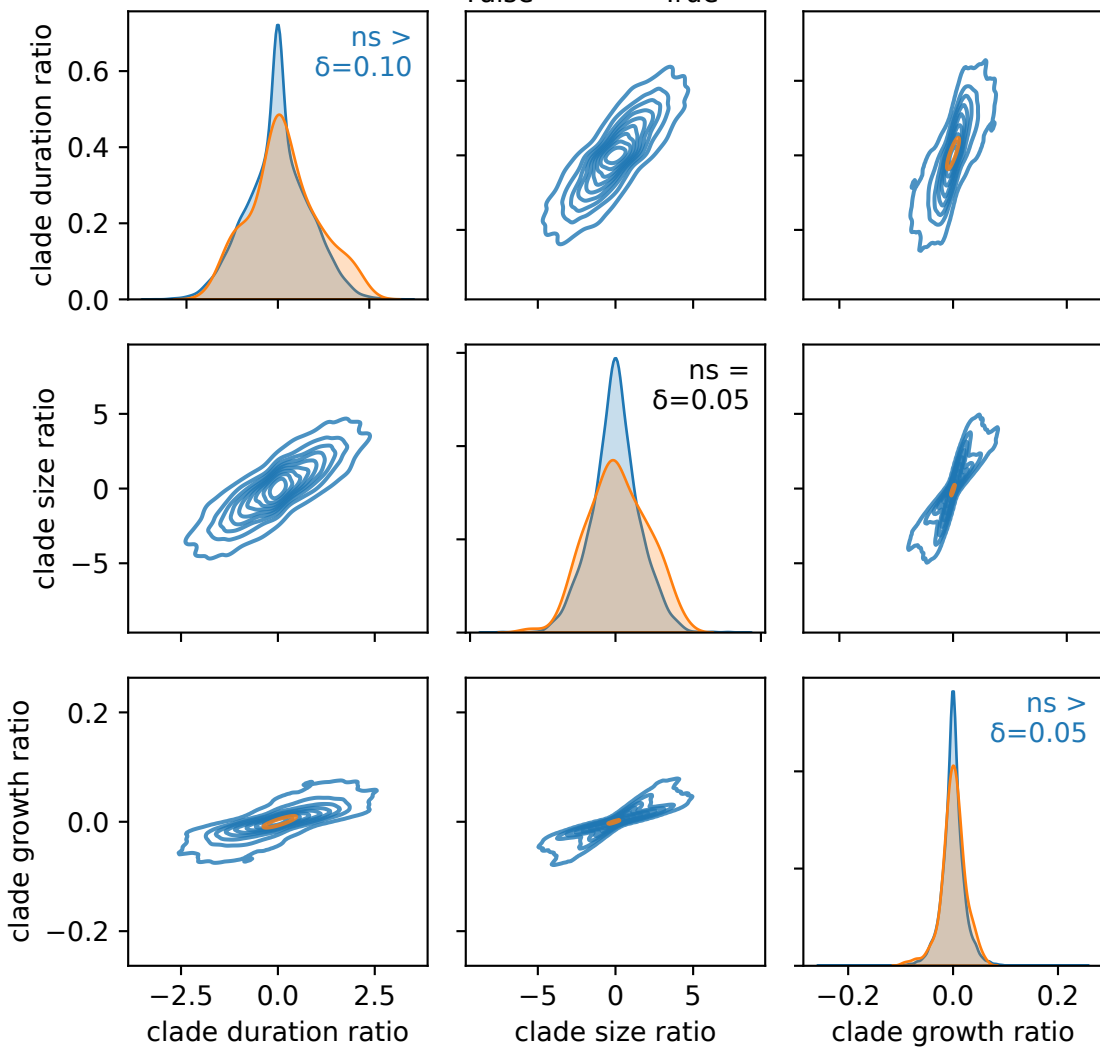 clade duration ratio
0.6
0.4
0.2
0.0
ns >
δ=0.10
clade size ratio
5
0
−5
ns =
δ=0.05
clade growth ratio
0.2
0.0
−0.2
ns >
δ=0.05
−2.5 0.0 2.5
−5 0 5
−0.2 0.0 0.2
clade duration ratio
clade size ratio
clade growth ratio